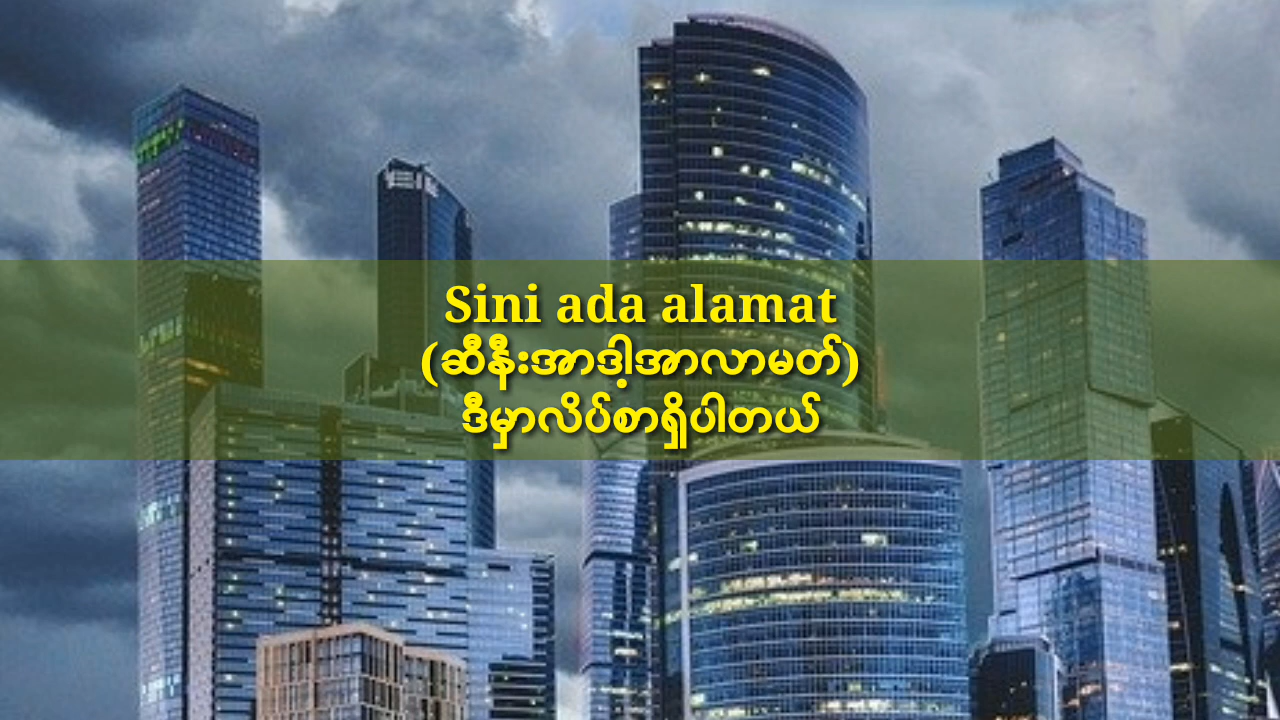 Sini ada alamat
(ဆီနီးအာဒါ့အာလာမတ်)
ဒီမှာလိပ်စာရှိပါတယ်